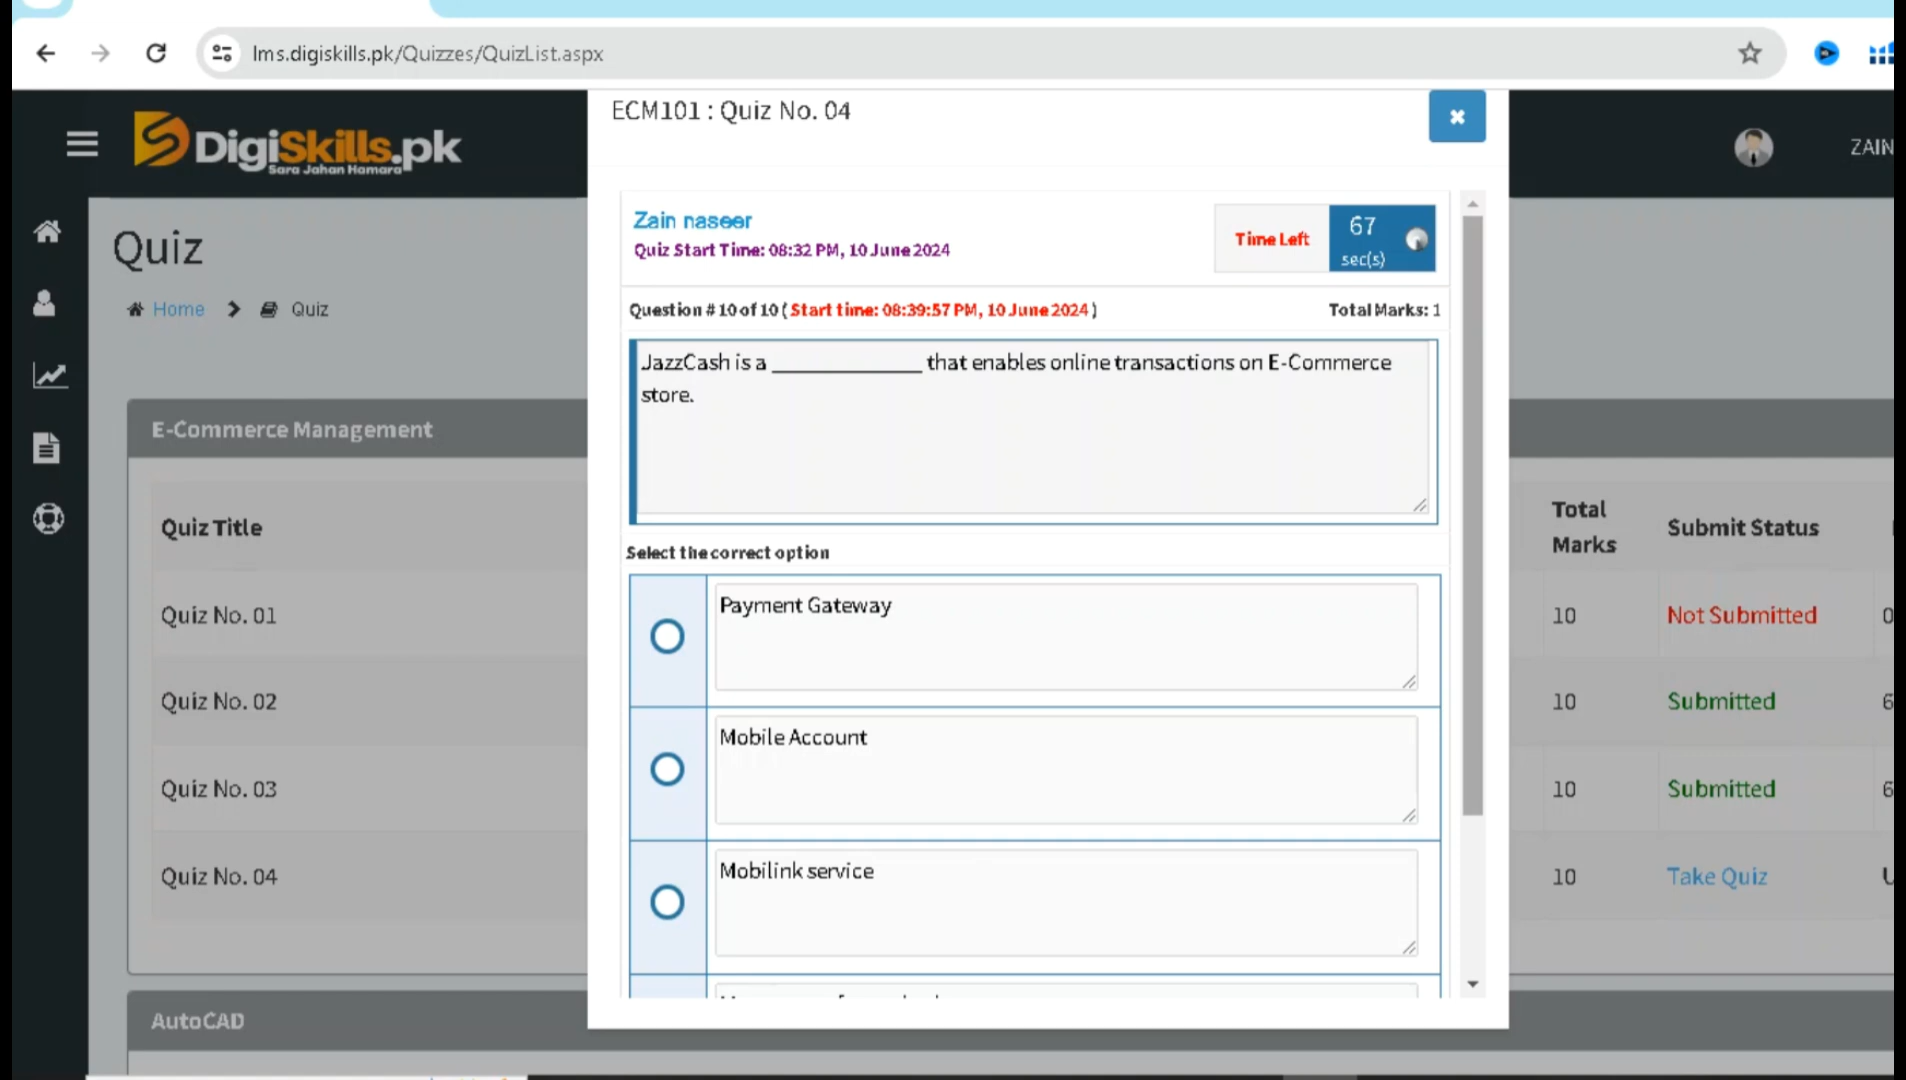 lms.digiskills.pk/Quizzes/QuizList.aspx
ECM101 : Quiz No. 04
DigiSkills.pk
Sara Jahan Hamara
ZAIN
Zain naseer
Quiz Start Time: 08:32 PM, 10 June 2024
Time Left
67
sec(s)
Quiz
Home
Quiz
Question # 10 of 10 ( Start time: 08:39:57 PM, 10 June 2024 )
Total Marks: 1
JazzCash is a ______________ that enables online transactions on E-Commerce
store.
E-Commerce Management
Select the correct option
Quiz Title
Total
Marks
Submit Status
Payment Gateway
Quiz No. 01
10
Not Submitted
0
Quiz No. 02
10
Submitted
6
Mobile Account
Quiz No. 03
10
Submitted
6
Mobilink service
Quiz No. 04
10
Take Quiz
AutoCAD